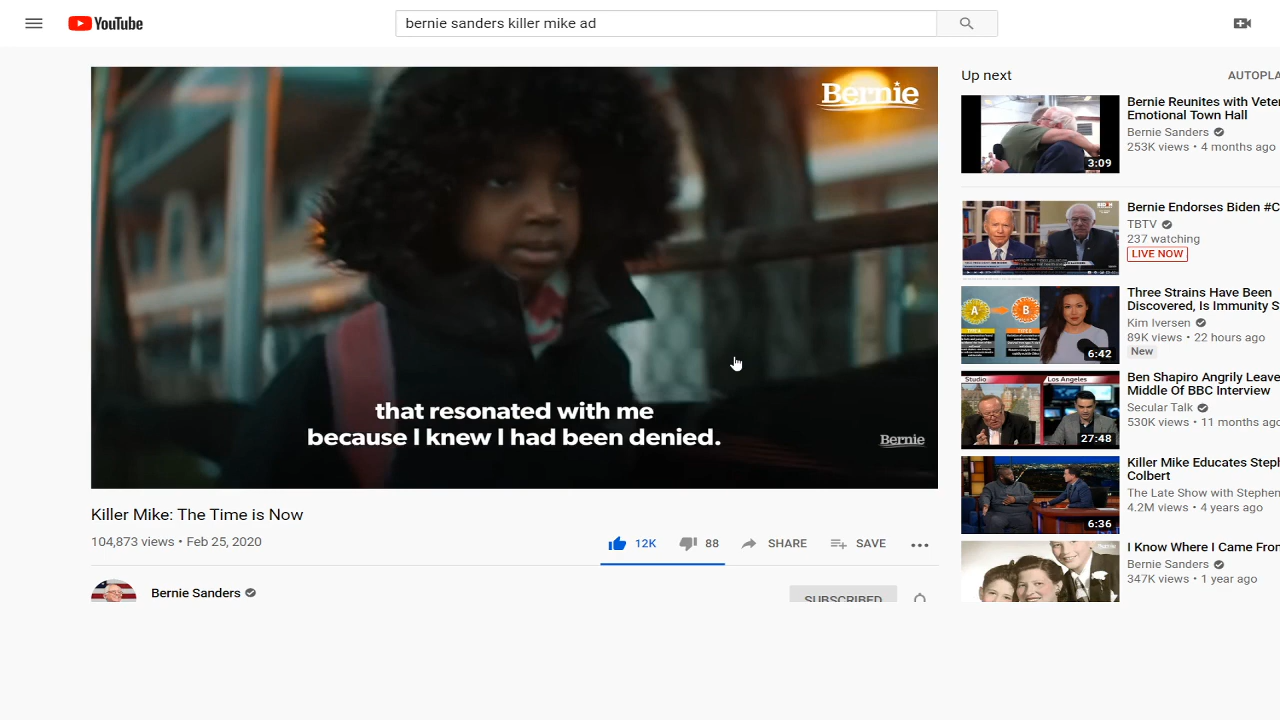 YouTube
bernie sanders killer mike ad
Bernie
that resonated with me
because I knew I had been denied.
Bernie
Killer Mike: The Time is Now
104,873 views • Feb 25, 2020
12K
88
SHARE
SAVE
Bernie Sanders
SUBSCRIBED
Up next
AUTOPLA
3:09
Bernie Reunites with Vete
Emotional Town Hall
Bernie Sanders
253K views • 4 months ago
Bernie Endorses Biden #C
TBTV
237 watching
LIVE NOW
A
B
6:42
Three Strains Have Been
Discovered, Is Immunity S
Kim Iversen
89K views • 22 hours ago
New
Studio
Los Angeles
27:48
Ben Shapiro Angrily Leave
Middle Of BBC Interview
Secular Talk
530K views • 11 months ago
6:36
Killer Mike Educates Steph
Colbert
The Late Show with Stephen
4.2M views • 4 years ago
I Know Where I Came From
Bernie Sanders
347K views • 1 year ago